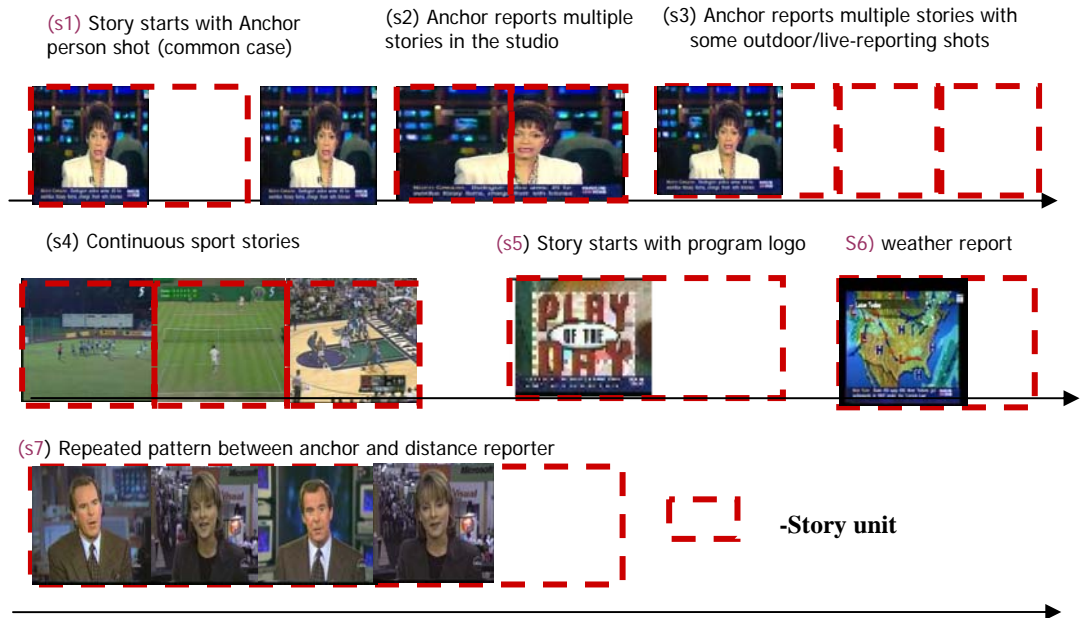 (s1) Story starts with Anchor
person shot (common case)
(s2) Anchor reports multiple
stories in the studio
(s3) Anchor reports multiple stories with
some outdoor/live-reporting shots
(s4) Continuous sport stories
(s5) Story starts with program logo
S6) weather report
PLAY
OF THE
DAY
(s7) Repeated pattern between anchor and distance reporter
Microsoft
-Story unit